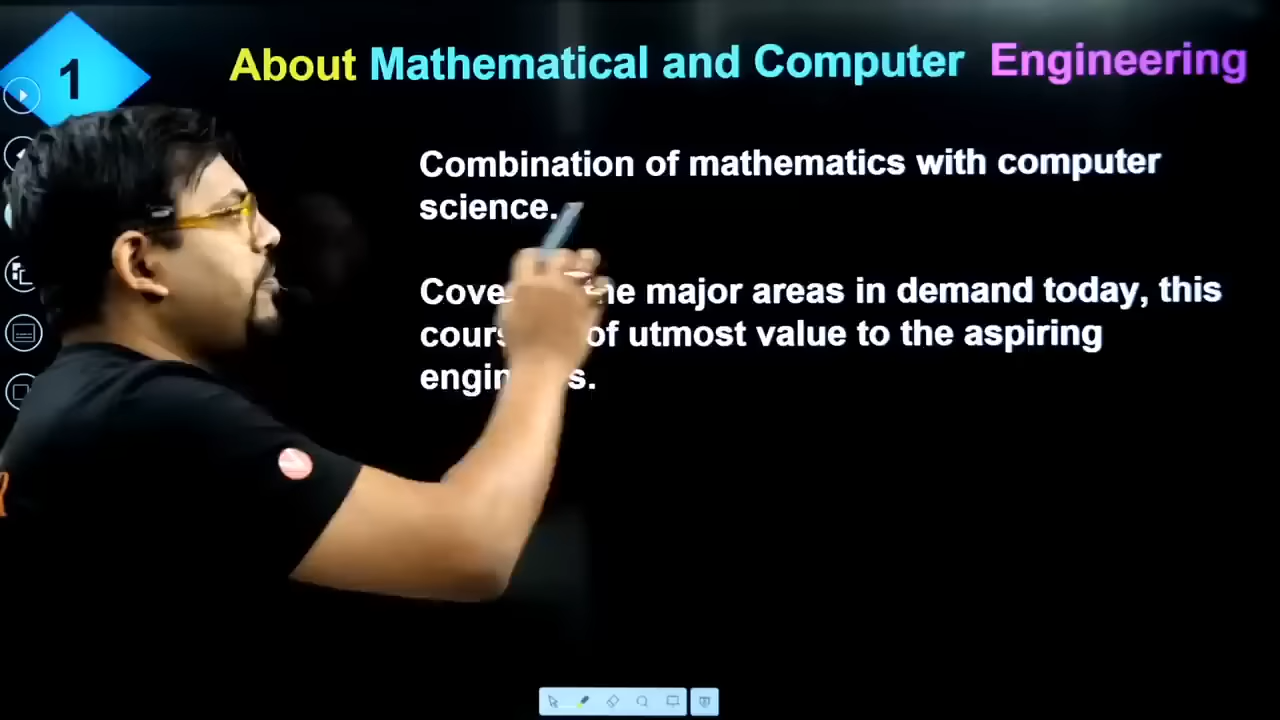 1
About Mathematical and Computer Engineering
Combination of mathematics with computer
science.
the major areas in demand today, this
of utmost value to the aspiring
engineers.